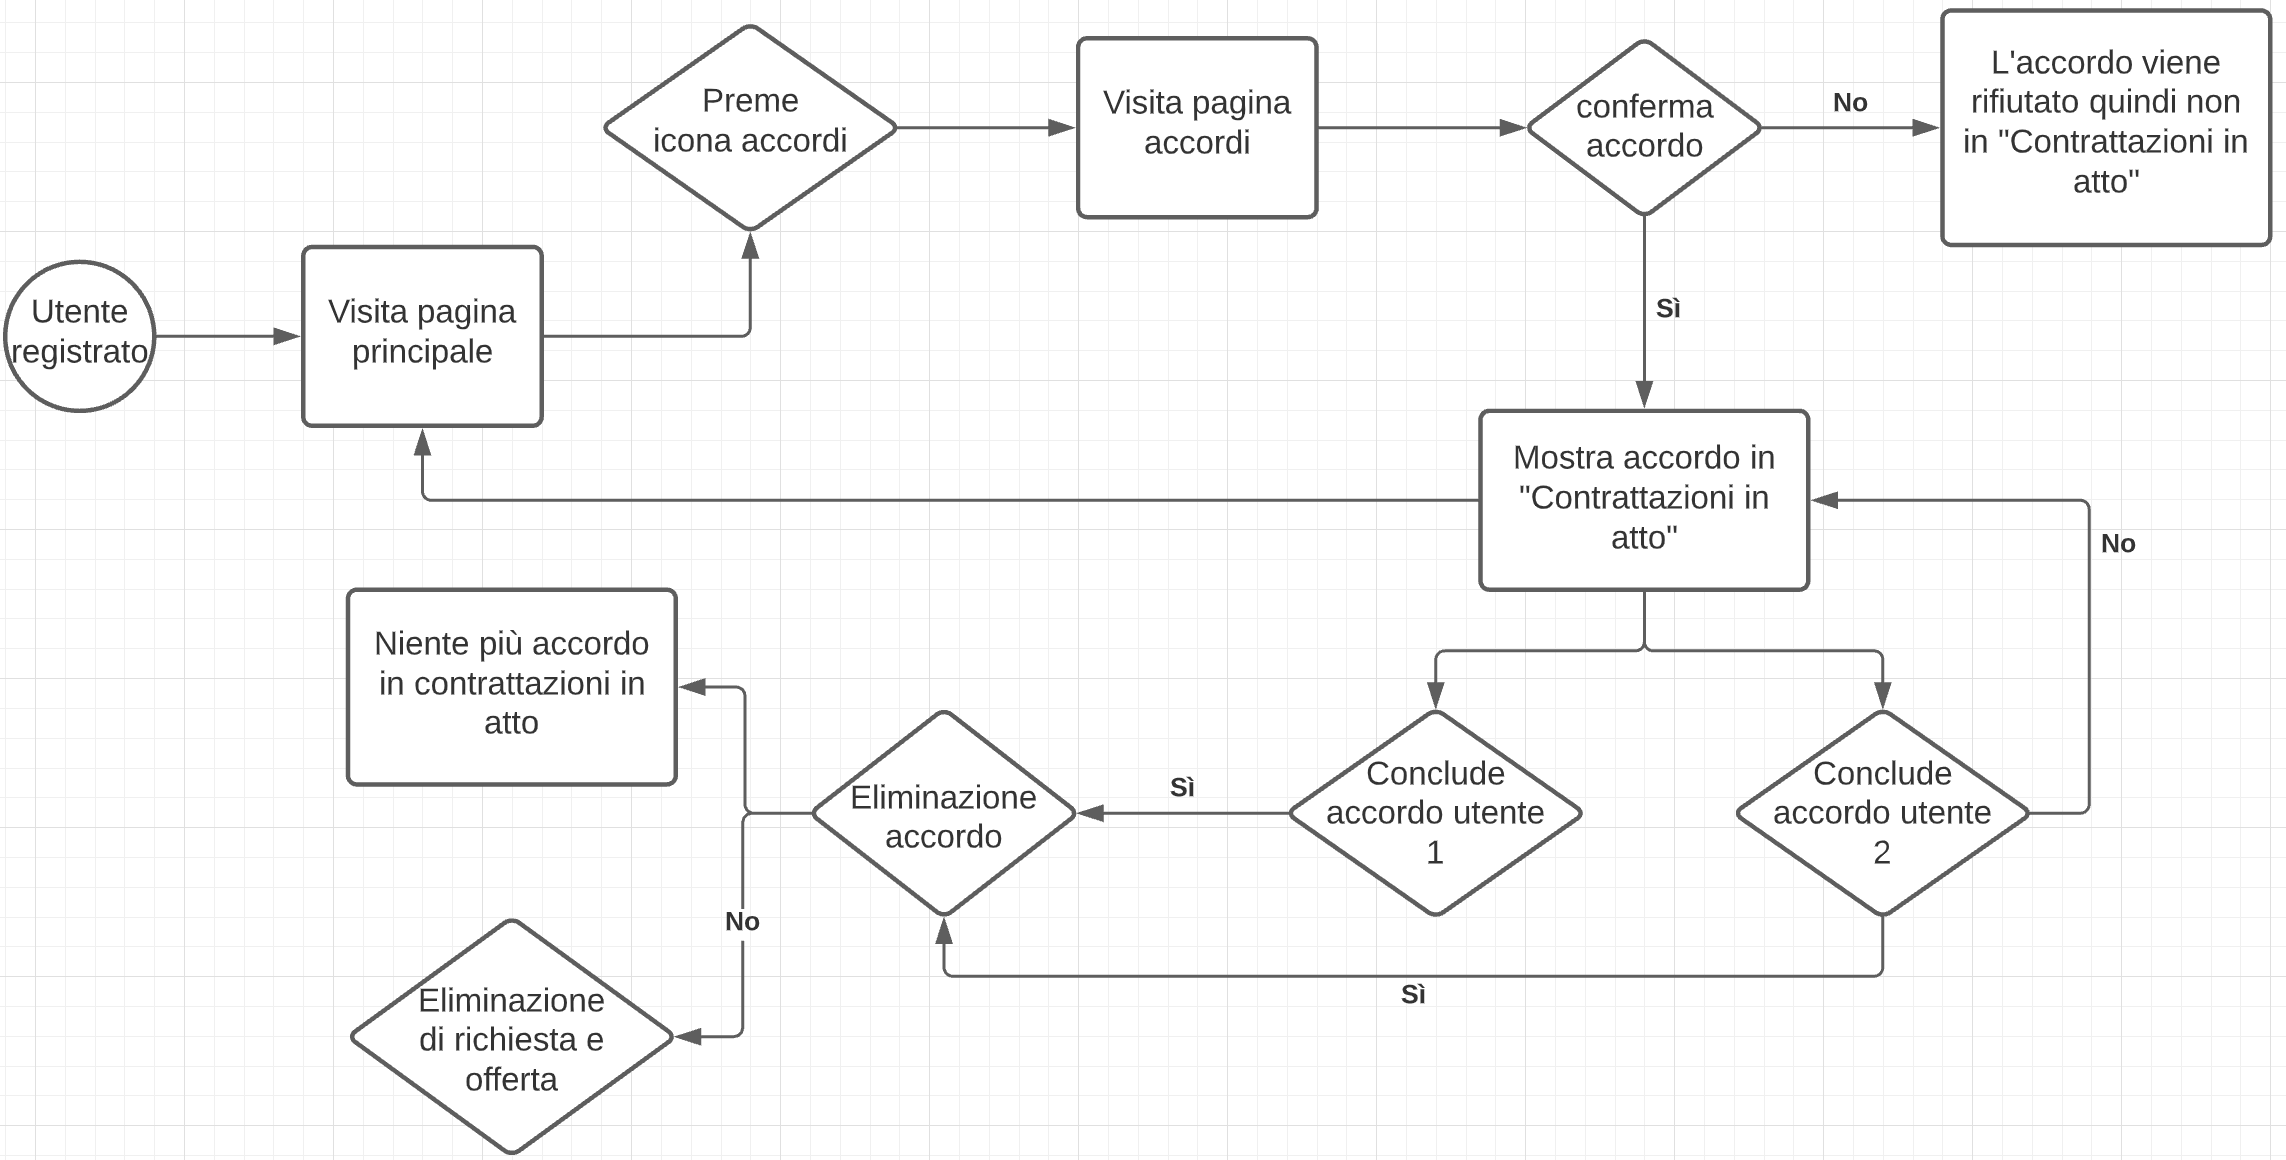 Preme
icona accordi
Visita pagina
accordi
conferma
accordo
No
L'accordo viene
rifiutato quindi non
in "Contrattazioni in
atto"
Utente
registrato
Visita pagina
principale
Sì
Mostra accordo in
"Contrattazioni in
atto"
No
Niente più accordo
in contrattazioni in
atto
Eliminazione
accordo
Sì
Conclude
accordo utente
1
Conclude
accordo utente
2
No
Sì
Eliminazione
di richiesta e
offerta